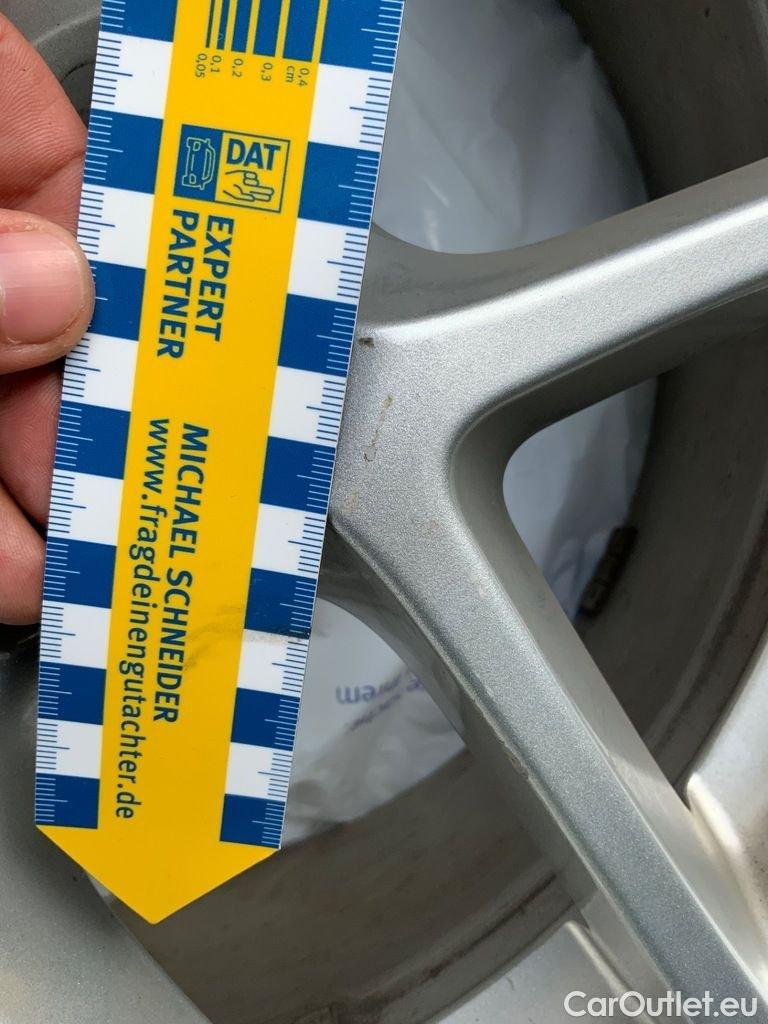 0,05
0,1
0,2
0,3
0,4
cm
DAT
EXPERT
PARTNER
MICHAEL SCHNEIDER
www.fragdeinengutachter.de
CarOutlet.eu